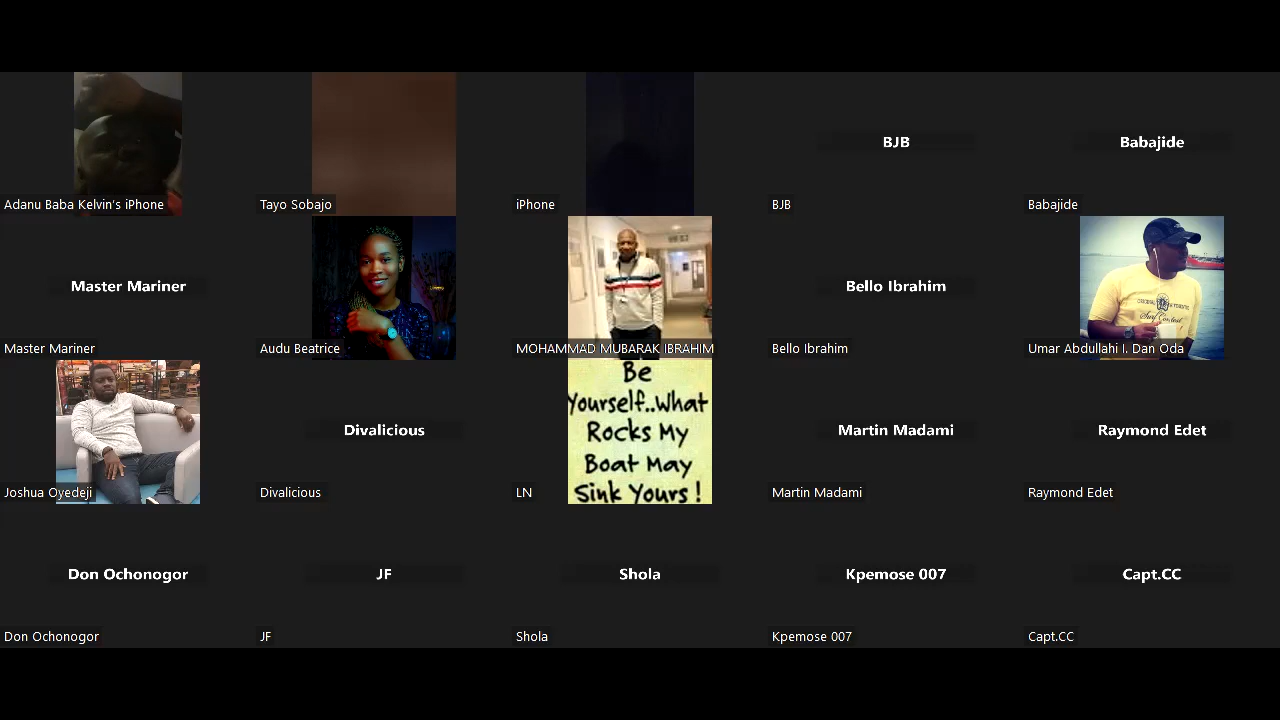 Adanu Baba Kelvin's iPhone
Tayo Sobajo
iPhone
BJB
BJB
Babajide
Babajide
Master Mariner
Master Mariner
Audu Beatrice
MOHAMMAD MUBARAK IBRAHIM
Bello Ibrahim
Bello Ibrahim
Umar Abdullahi I. Dan Oda
Joshua Oyedeji
Divalicious
Divalicious
Be
Yourself..What
Rocks My
Boat May
Sink Yours !
LN
Martin Madami
Martin Madami
Raymond Edet
Raymond Edet
Don Ochonogor
Don Ochonogor
JF
JF
Shola
Shola
Kpemose 007
Kpemose 007
Capt.CC
Capt.CC